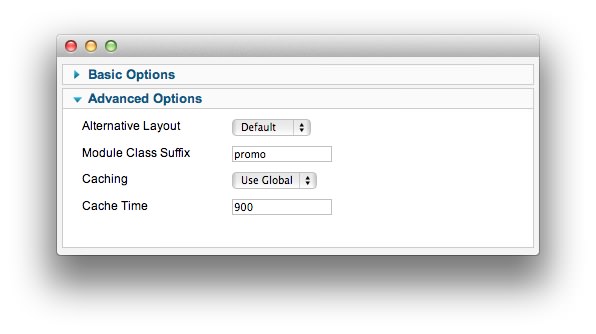 Basic Options
Advanced Options
Alternative Layout Default
Module Class Suffix promo
Caching Use Global
Cache Time 900